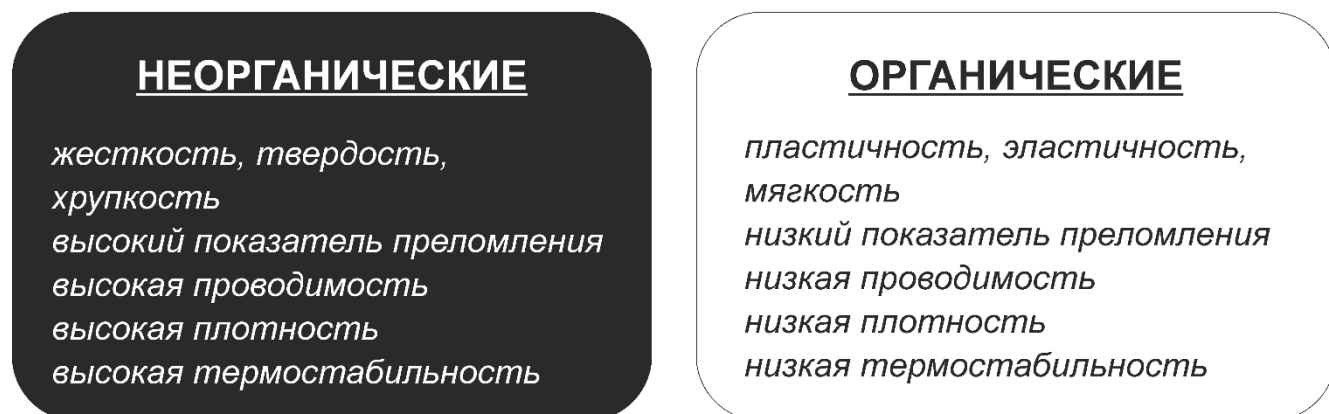 НЕОРГАНИЧЕСКИЕ
жесткость, твердость,
хрупкость
высокий показатель преломления
высокая проводимость
высокая плотность
высокая термостабильность
ОРГАНИЧЕСКИЕ
пластичность, эластичность,
мягкость
низкий показатель преломления
низкая проводимость
низкая плотность
низкая термостабильность